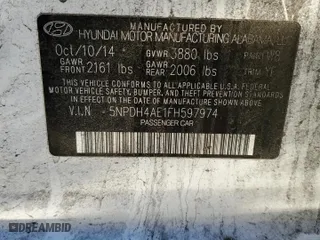 MANUFACTURED BY
HYUNDAI MOTOR MANUFACTURING ALABAMA
Oct/10/14 GVWR 3880 lbs PAINT
GAWR FRONT 2161 lbs GAWR REAR 2006 lbs TRIM
THIS VEHICLE CONFORMS TO ALL APPLICABLE U.S.A. FEDERAL
MOTOR VEHICLE SAFETY, BUMPER, AND THEFT PREVENTION
STANDARDS IN EFFECT ON THE DATE OF MANUFACTURE SHOWN ABOVE.
V.I.N 5NPDH4AE1FH597974
PASSENGER CAR
DREAMBID